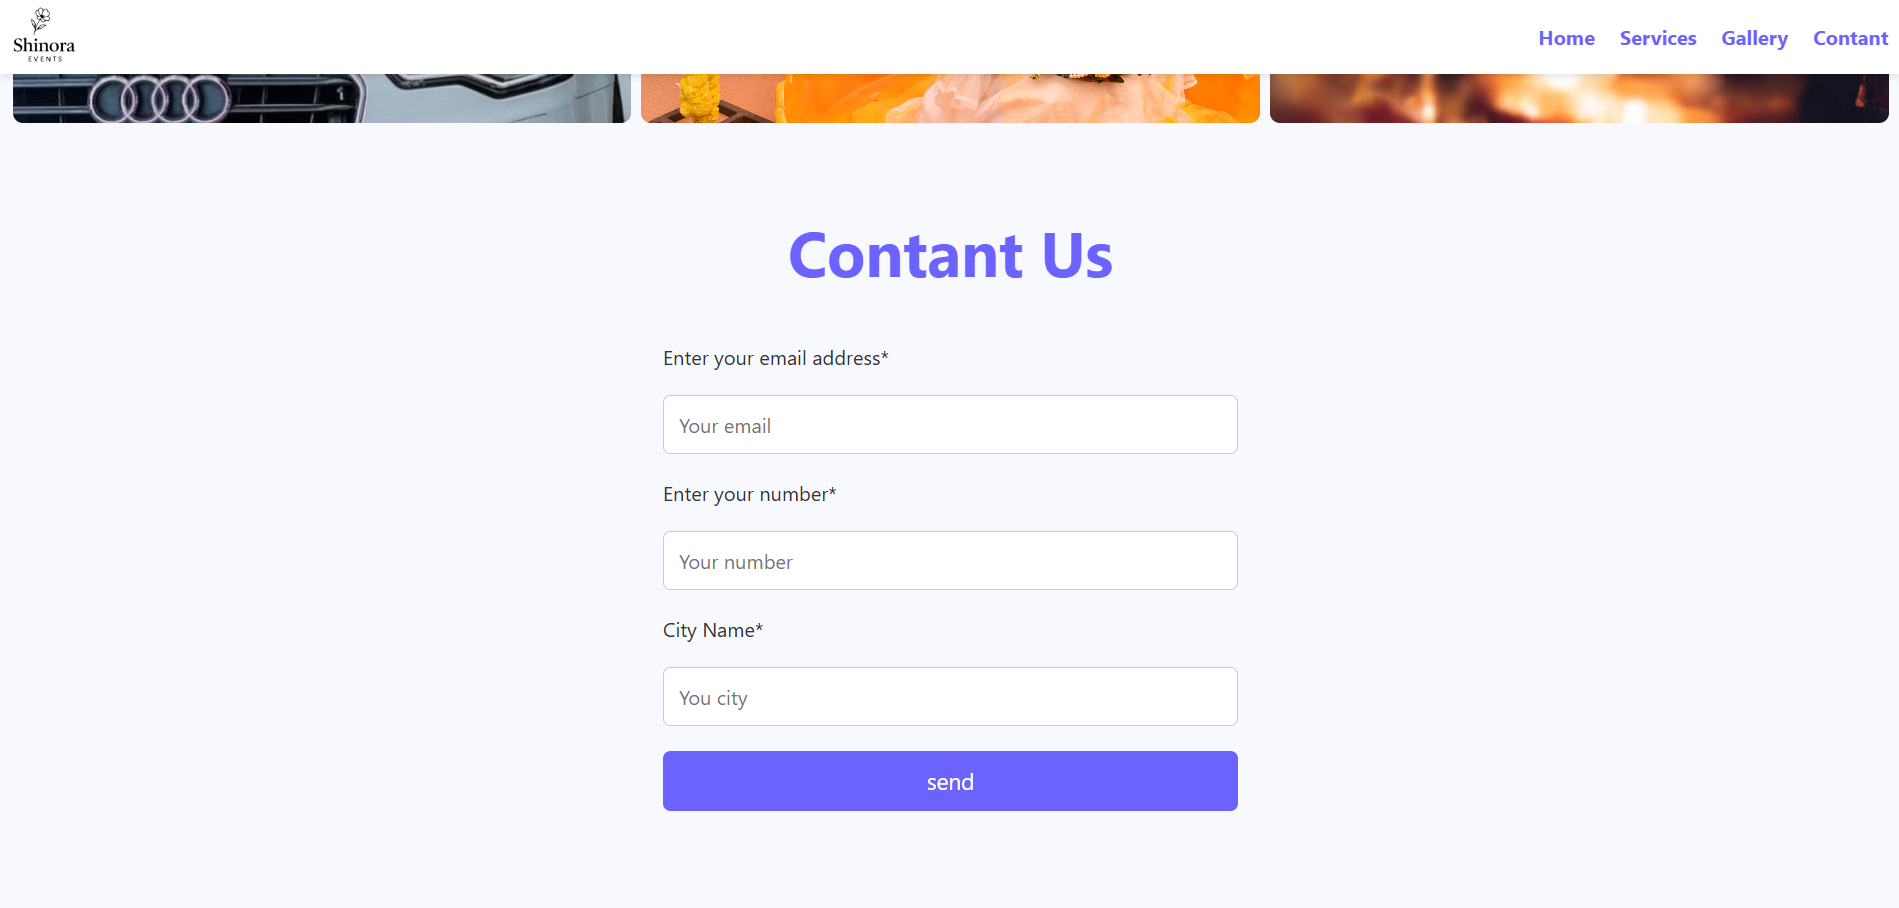 Shinora
EVENTS
Home Services Gallery Contant
Contant Us
Enter your email address*
Your email
Enter your number*
Your number
City Name*
You city
send